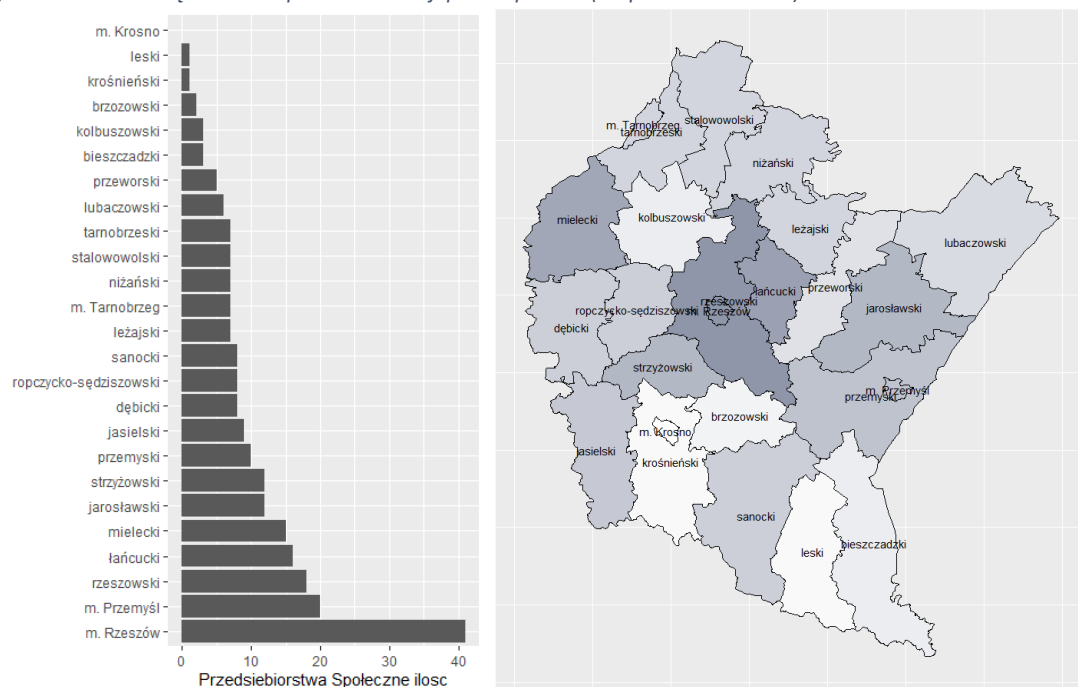 m. Krosno
leski
krośnieński
brzozowski
kolbuszowski
bieszczadzki
przeworski
lubaczowski
tarnobrzeski
stalowowolski
niżański
m. Tarnobrzeg
leżajski
sanocki
ropczycko-sędziszowski
dębicki
jasielski
przemyski
strzyżowski
jarosławski
mielecki
łańcucki
rzeszowski
m. Przemyśl
m. Rzeszów
0 10 20 30 40
Przedsiebiorstwa Społeczne ilosc
stalowowolski
m. Tarnobrzeg
tarnobrzeski
niżański
mielecki
kolbuszowski
leżajski
lubaczowski
przeworski
łańcucki
rzeszowski
jarosławski
ropczycko-sędziszowski
m. Rzeszów
dębicki
strzyżowski
m. Przemyśl
przemyski
brzozowski
m. Krosno
jasielski
krośnieński
sanocki
bieszczadzki
leski